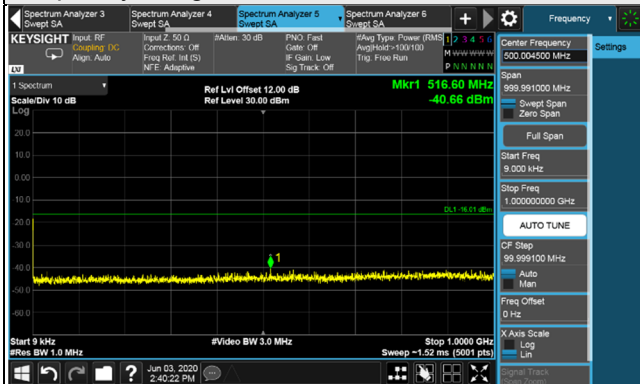 Spectrum Analyzer 3
Swept SA
Spectrum Analyzer 4
Swept SA
Spectrum Analyzer 5
Swept SA
Spectrum Analyzer 6
Swept SA
Frequency
KEYSIGHT
Input: RF
Coupling: DC
Align: Auto
Input Z: 50 Ω
Corrections: Off
Freq Ref: Int (S)
NFE: Adaptive
#Atten: 30 dB
PNO: Fast
Gate: Off
IF Gain: Low
Sig Track: Off
#Avg Type: Power (RMS)
Avg|Hold:>100/100
Trig: Free Run
1 2 3 4 5 6
M W W W W W
P N N N N N
LXI
Center Frequency
500.004500 MHz
Settings
Span
999.991000 MHz
Swept Span
Zero Span
Full Span
Start Freq
9.000 kHz
Stop Freq
1.000000000 GHz
AUTO TUNE
CF Step
99.999100 MHz
Auto
Man
Freq Offset
0 Hz
X Axis Scale
Log
Lin
Signal Track
(Span Zoom)
1 Spectrum
Scale/Div 10 dB
Log
Ref Lvl Offset 12.00 dB
Ref Level 30.00 dBm
Mkr1 516.60 MHz
-40.66 dBm
20.0
10.0
0.00
10.0
DL1 -16.01 dBm
-20.0
-30.0
1
-40.0
-50.0
-60.0
Start 9 kHz
#Res BW 1.0 MHz
#Video BW 3.0 MHz
Stop 1.0000 GHz
Sweep ~1.52 ms (5001 pts)
?
Jun 03, 2020
2:40:22 PM